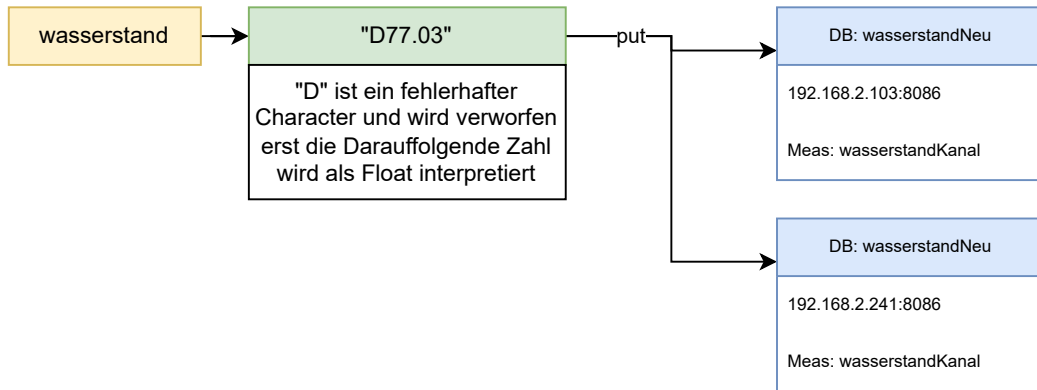 wasserstand
"D77.03"
"D" ist ein fehlerhafter
Character und wird verworfen
erst die Darauffolgende Zahl
wird als Float interpretiert
put
DB: wasserstandNeu
192.168.2.103:8086
Meas: wasserstandKanal
DB: wasserstandNeu
192.168.2.241:8086
Meas: wasserstandKanal